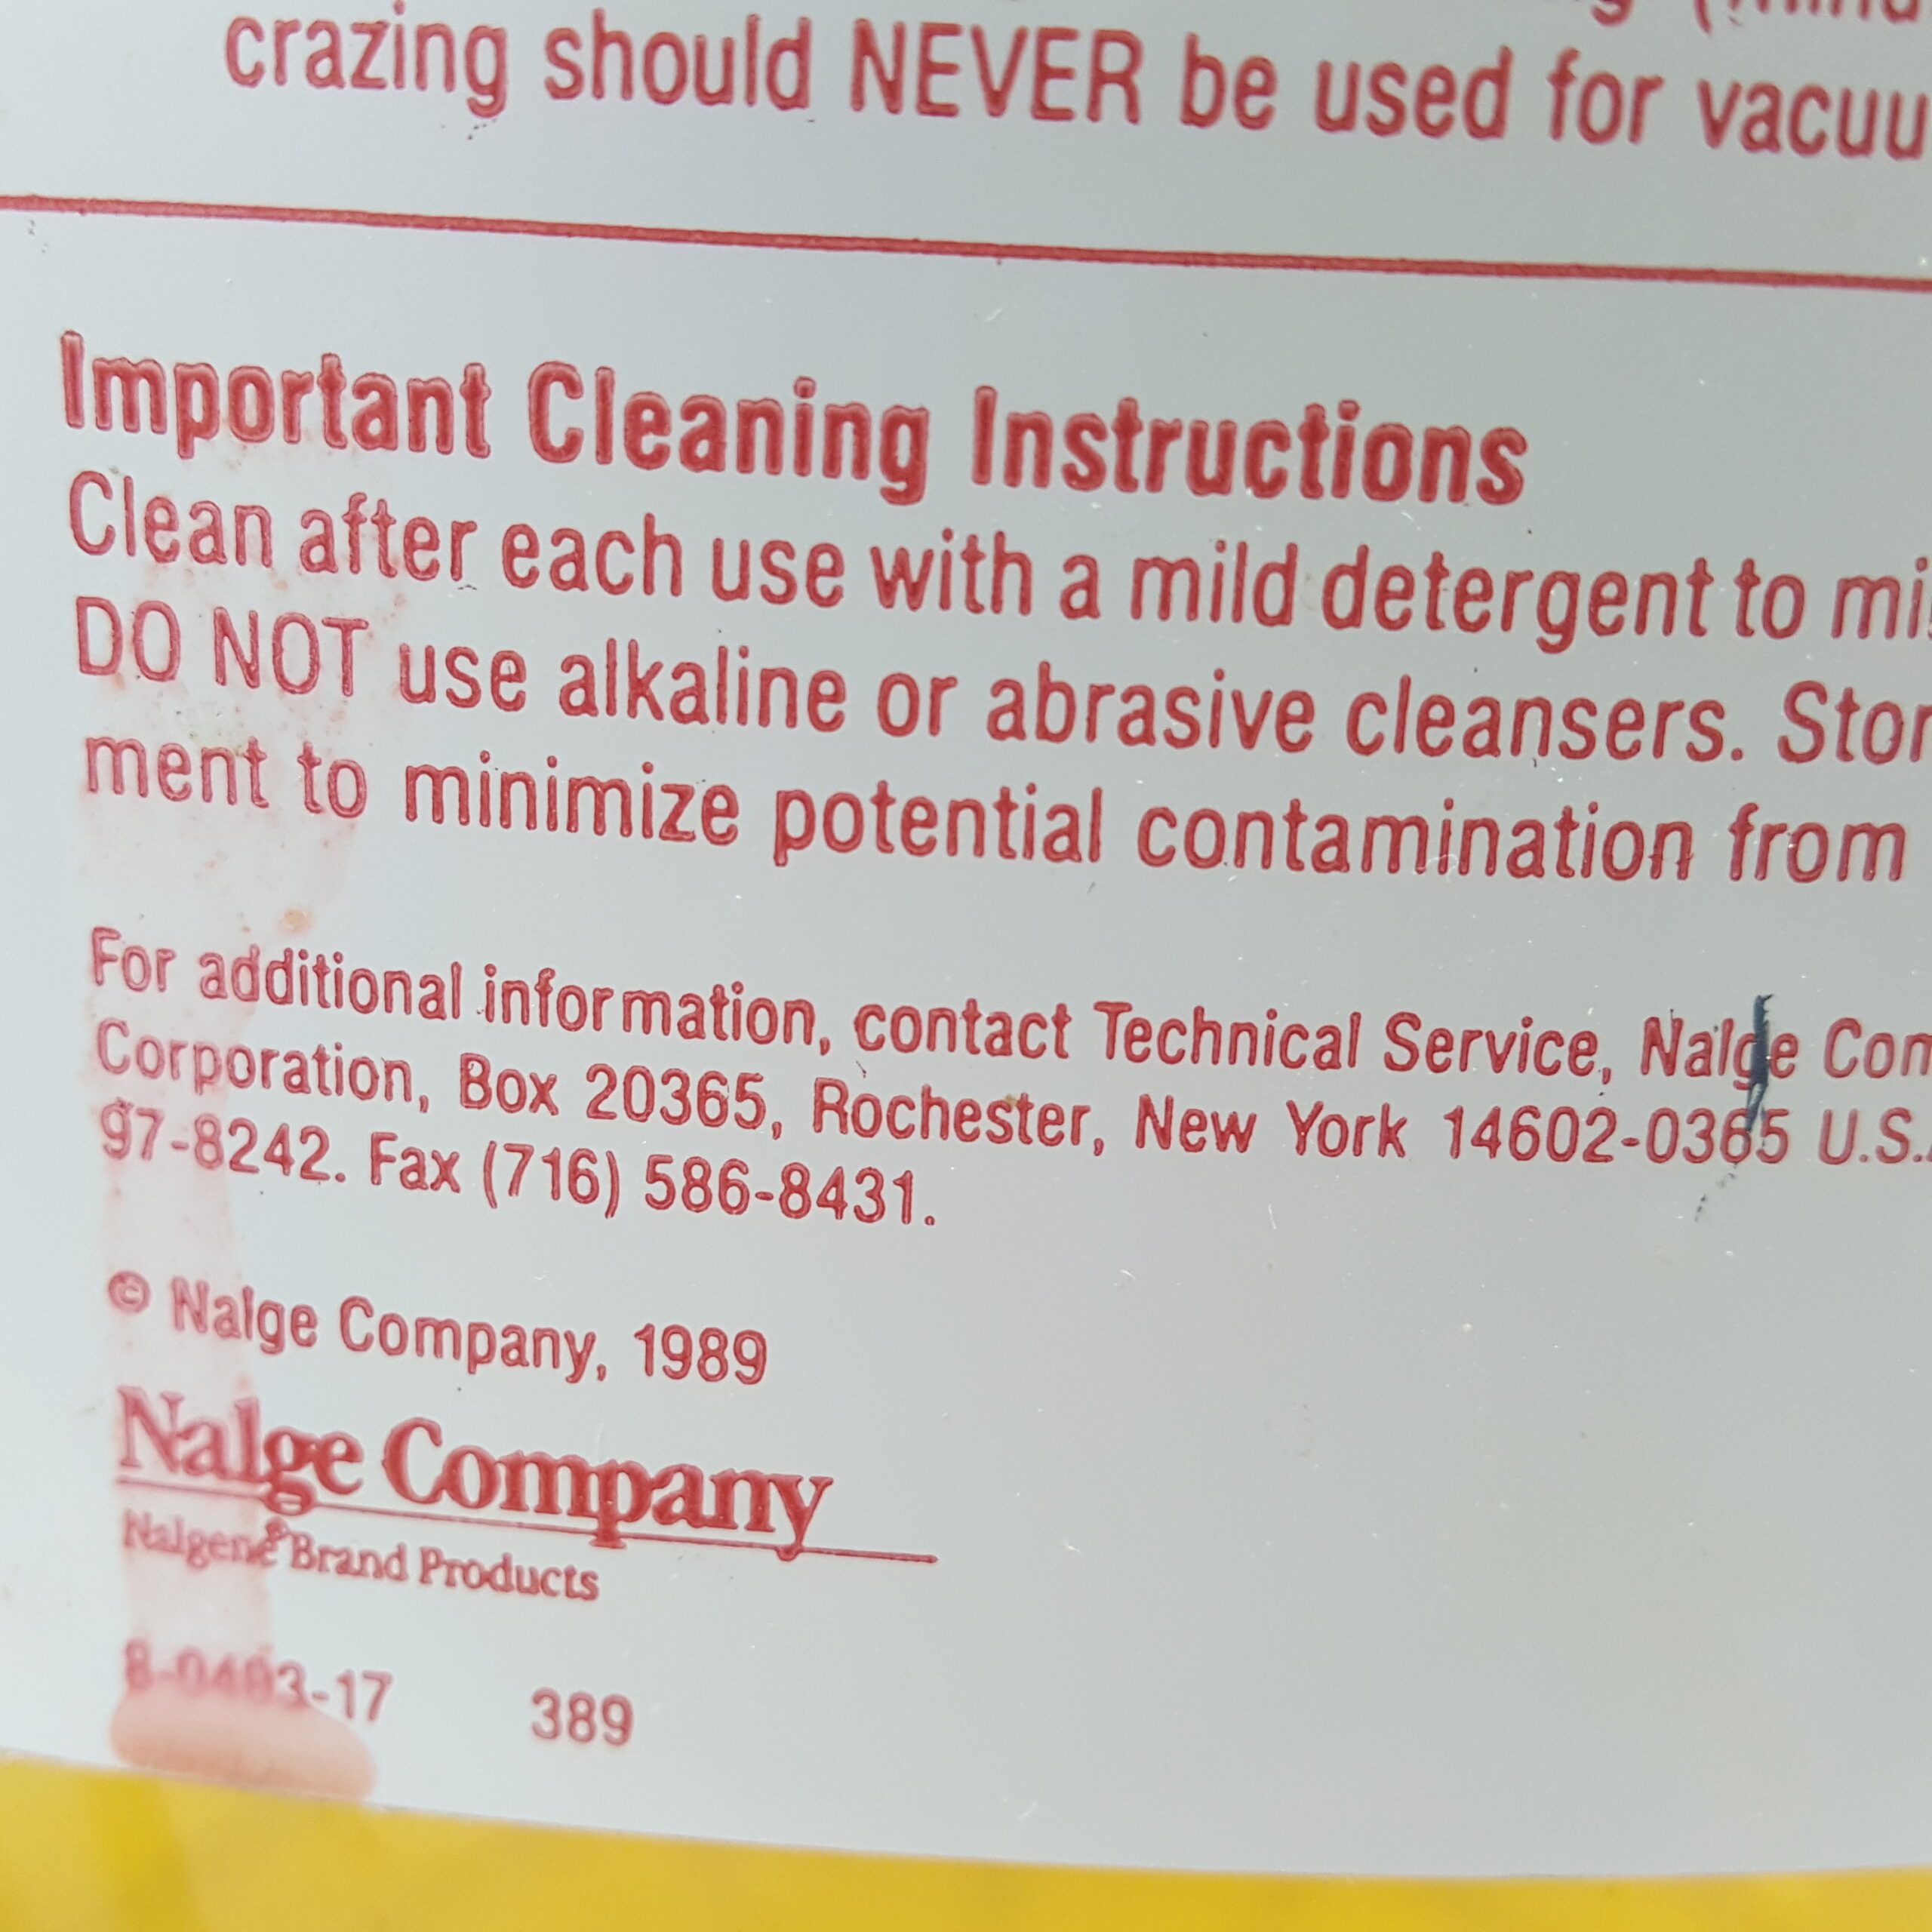 crazing should NEVER be used for vacuu
Important Cleaning Instructions
Clean after each use with a mild detergent to mi
DO NOT use alkaline or abrasive cleansers. Stor
ment to minimize potential contamination from
For additional information, contact Technical Service, Nalge Com
Corporation, Box 20365, Rochester, New York 14602-0365 U.S.
97-8242. Fax (716) 586-8431.
© Nalge Company, 1989
Nalge Company
Nalgene® Brand Products
8-0493-17 389